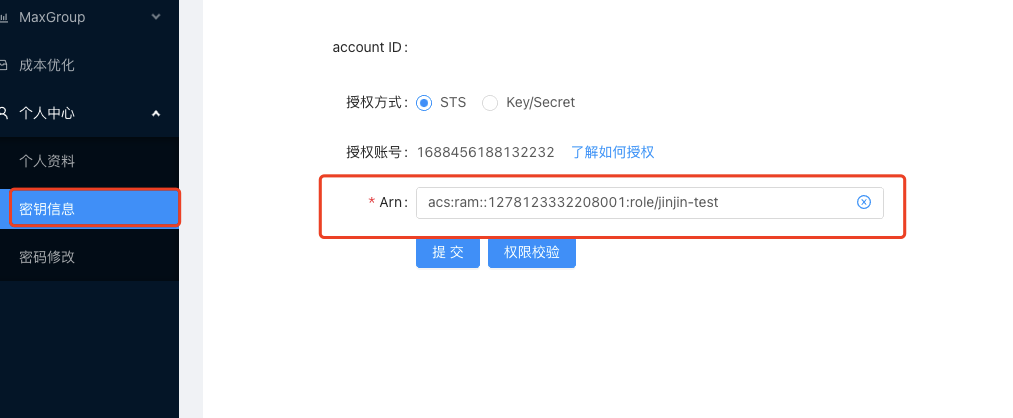 MaxGroup
成本优化
个人中心
个人资料
密钥信息
密码修改
account ID：
授权方式： STS Key/Secret
授权账号： 1688456188132232 了解如何授权
* Arn： acs:ram::1278123332208001:role/jinjin-test
提 交 权限校验